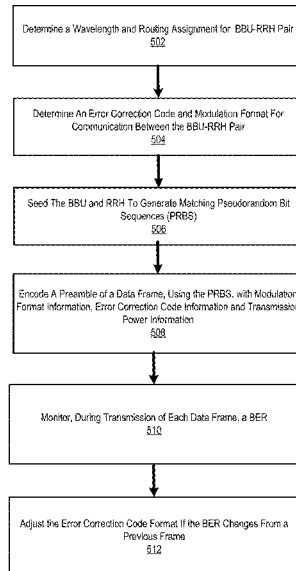 Determine a Wavelength and Routing Assignment for BBU-RRH Pair
502
Determine An Error Correction Code and Modulation Format For
Communication Between the BBU-RRH Pair
504
Seed The BBU and RRH To Generate Matching Pseudorandom Bit
Sequences (PRBS)
506
Encode A Preamble of a Data Frame, Using the PRBS, with Modulation
Format Information, Error Correction Code Information and Transmission
Power Information
508
Monitor, During Transmission of Each Data Frame, a BER
510
Adjust the Error Correction Code Format If the BER Changes From a
Previous Frame
512